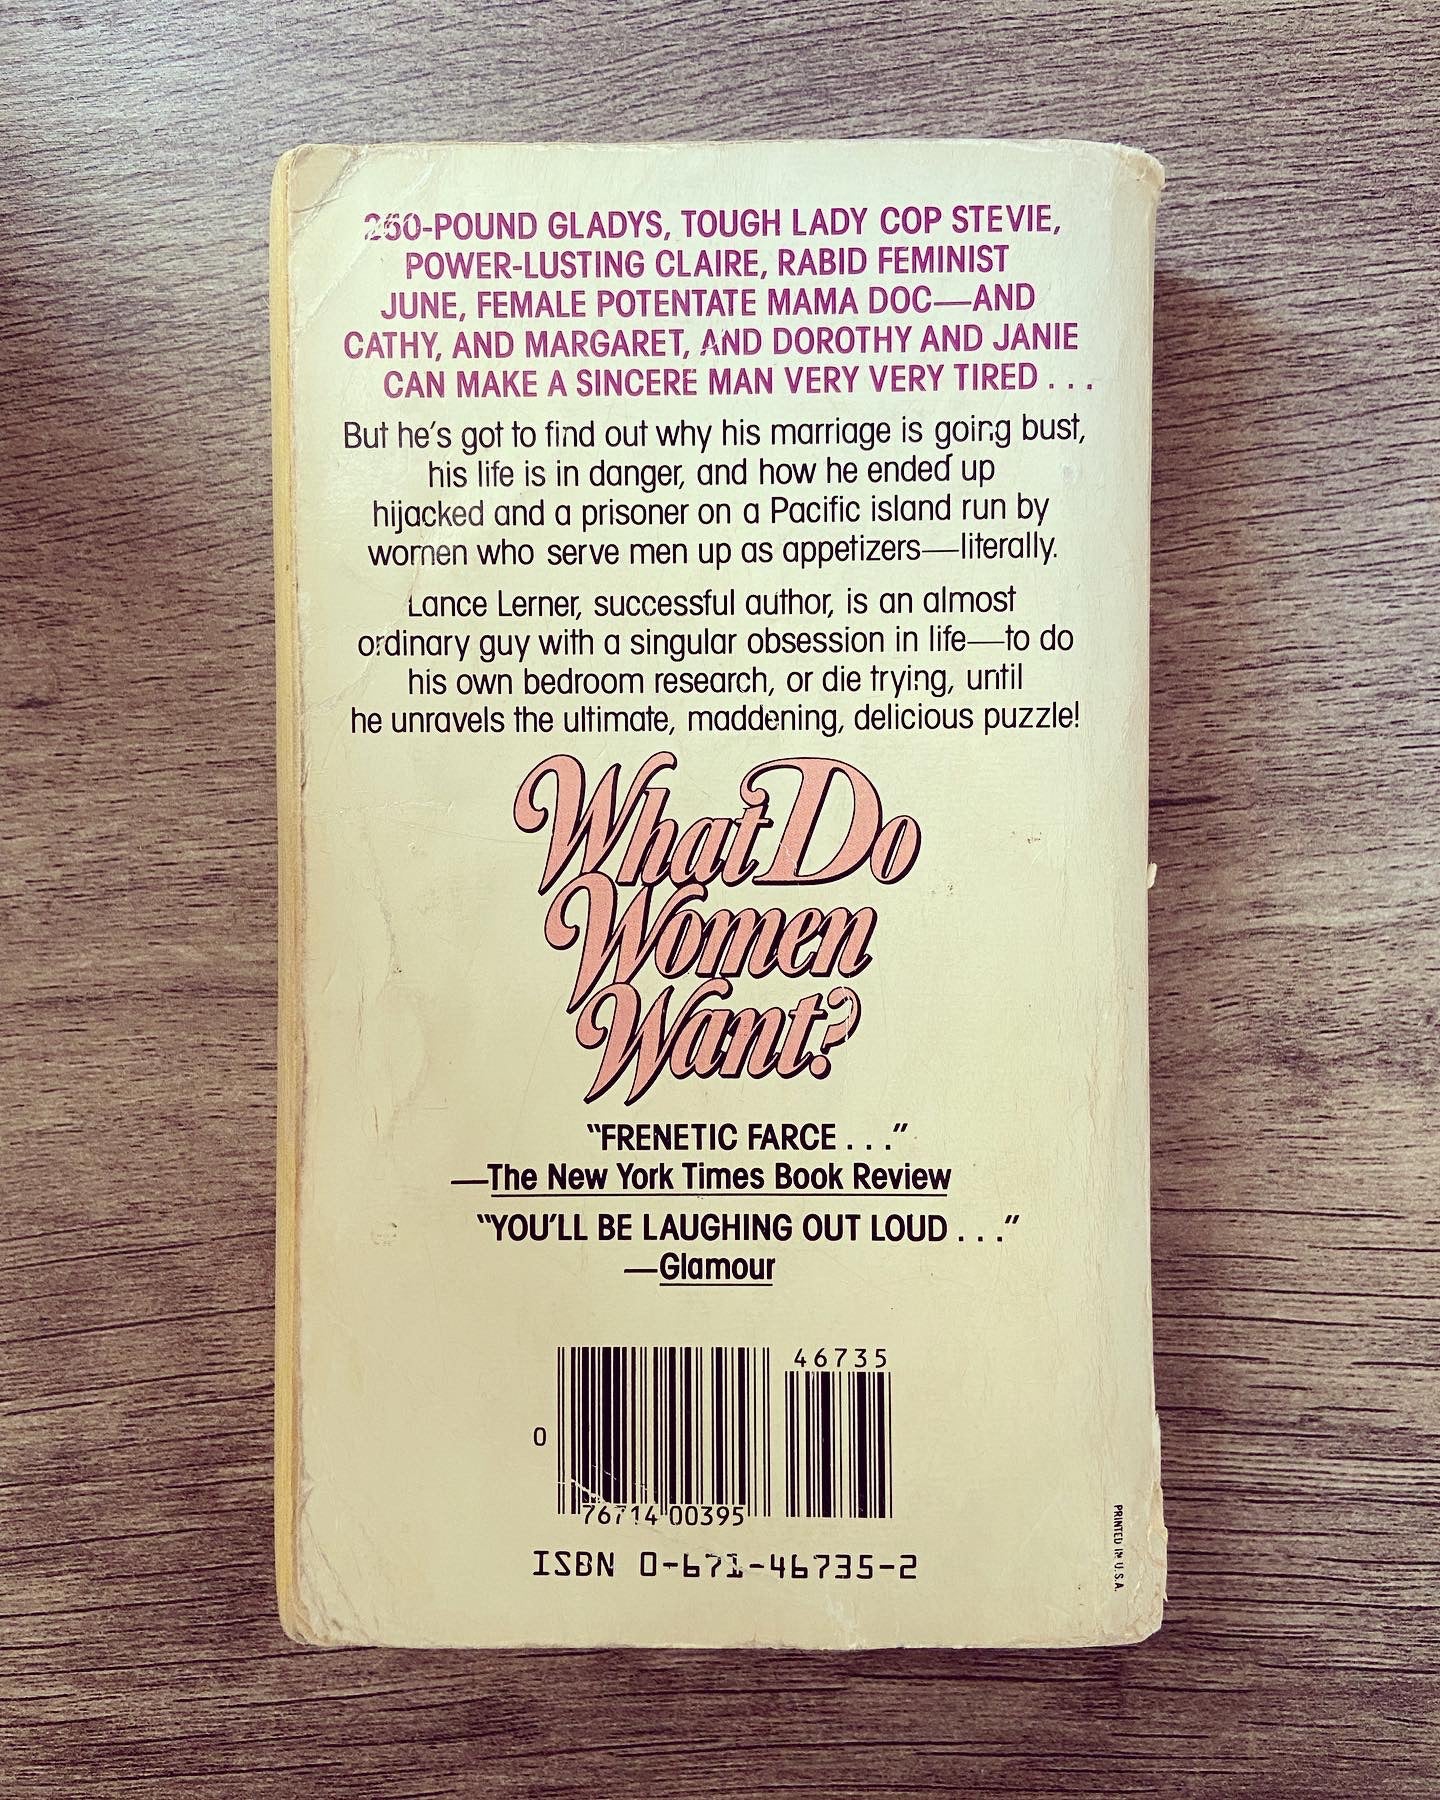 260-POUND GLADYS, TOUGH LADY COP STEVIE,
POWER-LUSTING CLAIRE, RABID FEMINIST
JUNE, FEMALE POTENTATE MAMA DOC—AND
CATHY, AND MARGARET, AND DOROTHY AND JANIE
CAN MAKE A SINCERE MAN VERY VERY TIRED . . .
But he's got to find out why his marriage is going bust,
his life is in danger, and how he ended up
hijacked and a prisoner on a Pacific island run by
women who serve men up as appetizers—literally.
Lance Lerner, successful author, is an almost
ordinary guy with a singular obsession in life—to do
his own bedroom research, or die trying, until
he unravels the ultimate, maddening, delicious puzzle!
What Do
Women
Want?
"FRENETIC FARCE . . ."
—The New York Times Book Review
"YOU'LL BE LAUGHING OUT LOUD . . ."
—Glamour
46735
0
76714 00395
ISBN 0-671-46735-2
PRINTED IN U.S.A.